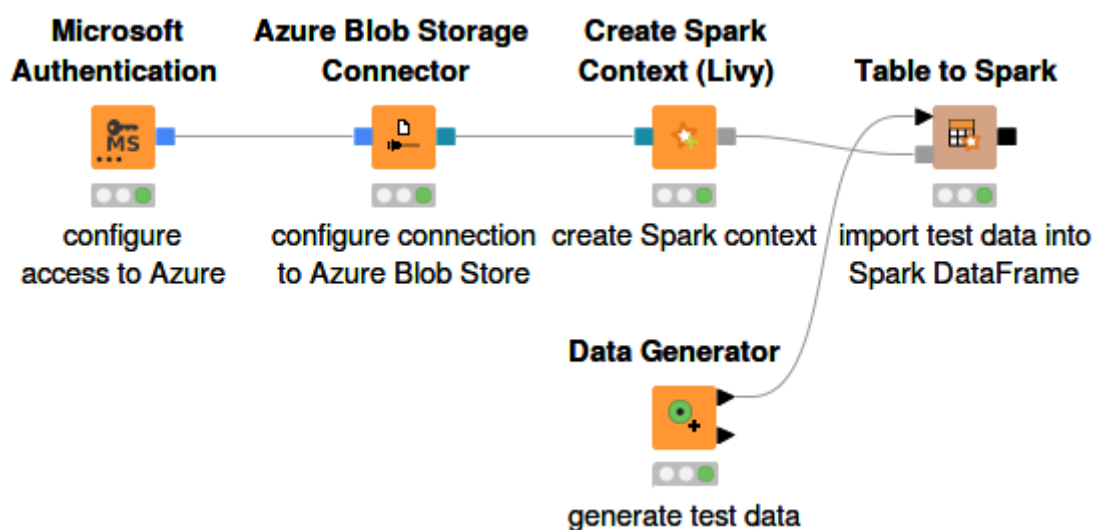 Microsoft
Authentication
Azure Blob Storage
Connector
Create Spark
Context (Livy)
Table to Spark
MS
configure
access to Azure
configure connection
to Azure Blob Store
create Spark context
import test data into
Spark DataFrame
Data Generator
generate test data